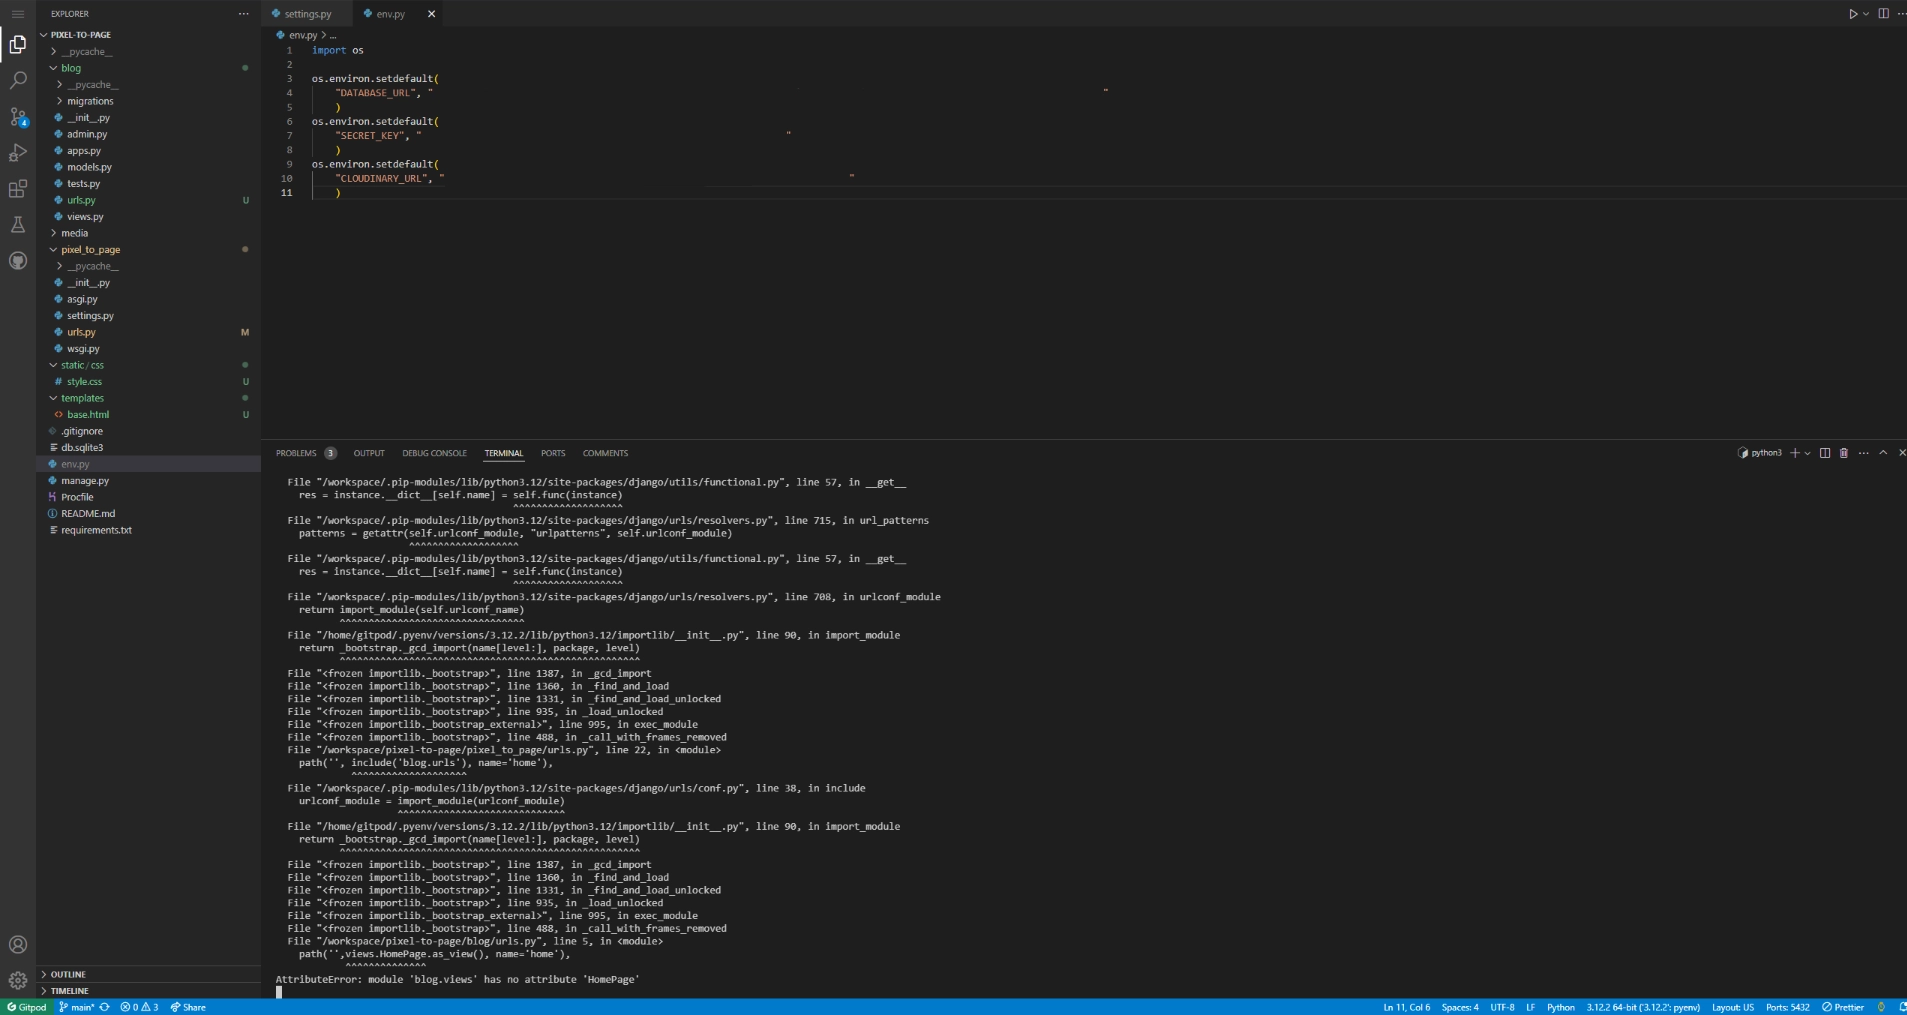 EXPLORER
PIXEL-TO-PAGE
__pycache__
blog
__pycache__
migrations
__init__.py
admin.py
apps.py
models.py
tests.py
urls.py U
views.py
media
pixel_to_page
__pycache__
__init__.py
asgi.py
settings.py
urls.py M
wsgi.py
static / css
# style.css U
templates
<> base.html U
.gitignore
db.sqlite3
env.py
manage.py
Procfile
README.md
requirements.txt
OUTLINE
TIMELINE
4
settings.py env.py
env.py > ...
1 import os
2
3 os.environ.setdefault(
4 "DATABASE_URL", " "
5 )
6 os.environ.setdefault(
7 "SECRET_KEY", " "
8 )
9 os.environ.setdefault(
10 "CLOUDINARY_URL", " "
11 )
PROBLEMS 3 OUTPUT DEBUG CONSOLE TERMINAL PORTS COMMENTS
python3
File "/workspace/.pip-modules/lib/python3.12/site-packages/django/utils/functional.py", line 57, in __get__
res = instance.__dict__[self.name] = self.func(instance)
^^^^^^^^^^^^^^^^^^^
File "/workspace/.pip-modules/lib/python3.12/site-packages/django/urls/resolvers.py", line 715, in url_patterns
patterns = getattr(self.urlconf_module, "urlpatterns", self.urlconf_module)
^^^^^^^^^^^^^^^^^^^
File "/workspace/.pip-modules/lib/python3.12/site-packages/django/utils/functional.py", line 57, in __get__
res = instance.__dict__[self.name] = self.func(instance)
^^^^^^^^^^^^^^^^^^^
File "/workspace/.pip-modules/lib/python3.12/site-packages/django/urls/resolvers.py", line 708, in urlconf_module
return import_module(self.urlconf_name)
^^^^^^^^^^^^^^^^^^^^^^^^^^^^^^^^
File "/home/gitpod/.pyenv/versions/3.12.2/lib/python3.12/importlib/__init__.py", line 90, in import_module
return _bootstrap._gcd_import(name[level:], package, level)
^^^^^^^^^^^^^^^^^^^^^^^^^^^^^^^^^^^^^^^^^^^^^^^^^^^^
File "<frozen importlib._bootstrap>", line 1387, in _gcd_import
File "<frozen importlib._bootstrap>", line 1360, in _find_and_load
File "<frozen importlib._bootstrap>", line 1331, in _find_and_load_unlocked
File "<frozen importlib._bootstrap>", line 935, in _load_unlocked
File "<frozen importlib._bootstrap_external>", line 995, in exec_module
File "<frozen importlib._bootstrap>", line 488, in _call_with_frames_removed
File "/workspace/pixel-to-page/pixel_to_page/urls.py", line 22, in <module>
path('', include('blog.urls'), name='home'),
^^^^^^^^^^^^^^^^^^^^
File "/workspace/.pip-modules/lib/python3.12/site-packages/django/urls/conf.py", line 38, in include
urlconf_module = import_module(urlconf_module)
^^^^^^^^^^^^^^^^^^^^^^^^^^^^^
File "/home/gitpod/.pyenv/versions/3.12.2/lib/python3.12/importlib/__init__.py", line 90, in import_module
return _bootstrap._gcd_import(name[level:], package, level)
^^^^^^^^^^^^^^^^^^^^^^^^^^^^^^^^^^^^^^^^^^^^^^^^^^^^
File "<frozen importlib._bootstrap>", line 1387, in _gcd_import
File "<frozen importlib._bootstrap>", line 1360, in _find_and_load
File "<frozen importlib._bootstrap>", line 1331, in _find_and_load_unlocked
File "<frozen importlib._bootstrap>", line 935, in _load_unlocked
File "<frozen importlib._bootstrap_external>", line 995, in exec_module
File "<frozen importlib._bootstrap>", line 488, in _call_with_frames_removed
File "/workspace/pixel-to-page/blog/urls.py", line 5, in <module>
path('',views.HomePage.as_view(), name='home'),
^^^^^^^^^^^^^^
AttributeError: module 'blog.views' has no attribute 'HomePage'
Gitpod main* 0 3 Share Ln 11, Col 6 Spaces: 4 UTF-8 LF Python 3.12.2 64-bit ('3.12.2': pyenv) Layout: US Ports: 5432 Prettier